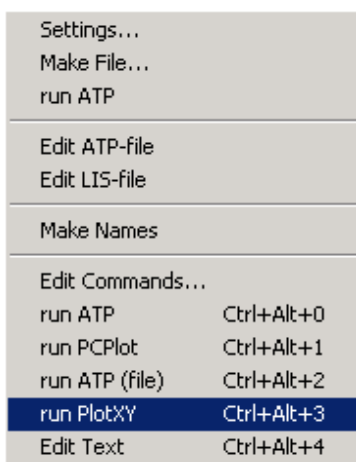 Settings...
Make File...
run ATP
Edit ATP-file
Edit LIS-file
Make Names
Edit Commands...
run ATP Ctrl+Alt+0
run PCPlot Ctrl+Alt+1
run ATP (file) Ctrl+Alt+2
run PlotXY Ctrl+Alt+3
Edit Text Ctrl+Alt+4